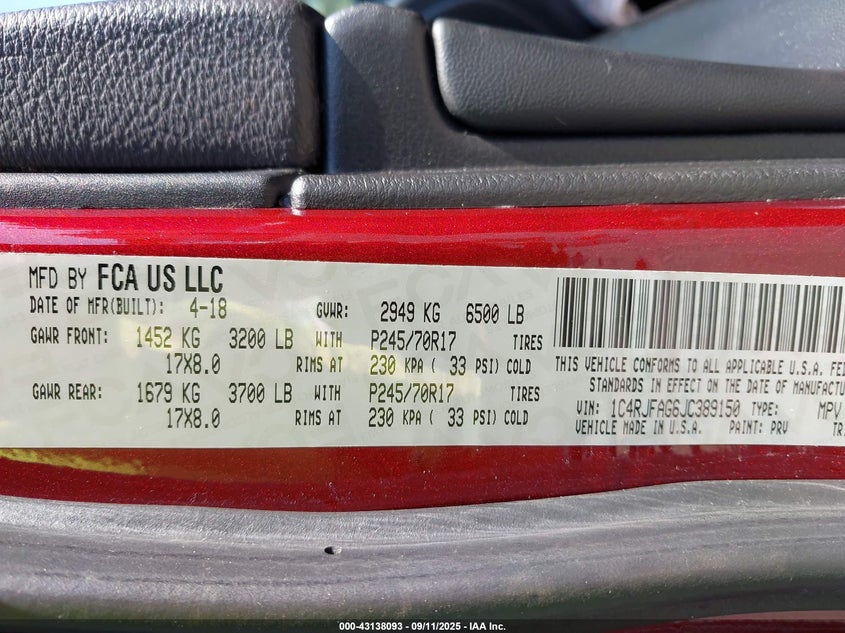 MFD BY FCA US LLC
DATE OF MFR(BUILT): 4-18 GVWR: 2949 KG 6500 LB
GAWR FRONT: 1452 KG 3200 LB WITH P245/70R17 TIRES
17X8.0 RIMS AT 230 KPA ( 33 PSI) COLD
GAWR REAR: 1679 KG 3700 LB WITH P245/70R17 TIRES
17X8.0 RIMS AT 230 KPA ( 33 PSI) COLD
THIS VEHICLE CONFORMS TO ALL APPLICABLE U.S.A. FED
STANDARDS IN EFFECT ON THE DATE OF MANUFACTUR
VIN: 1C4RJFAG6JC389150 TYPE: MPV
VEHICLE MADE IN U.S.A. PAINT: PRV TR
000-43138093 - 09/11/2025 - IAA Inc.